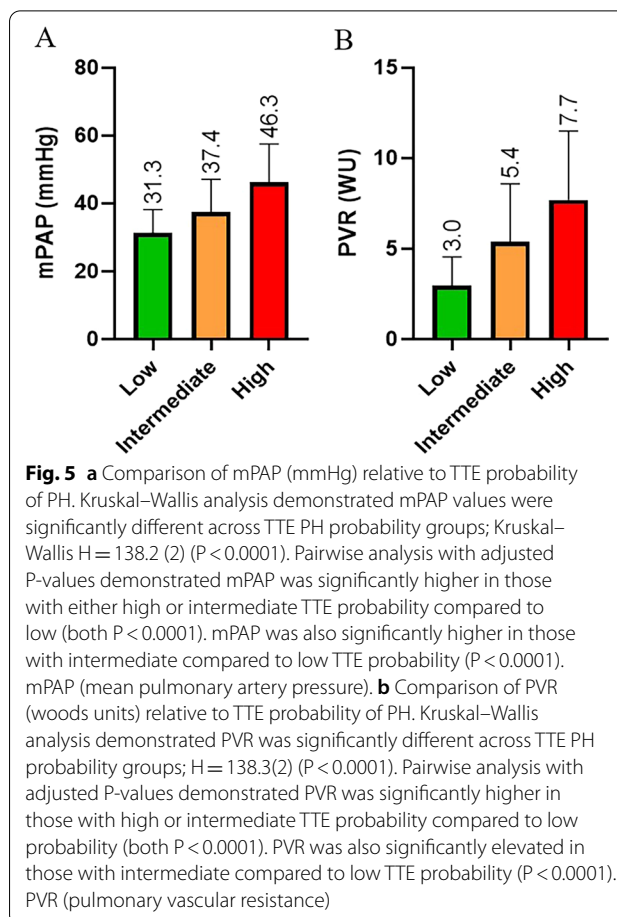 A
80
60
40
20
0
mPAP (mmHg)
31.3
37.4
46.3
Low
Intermediate
High
B
15
10
5
0
PVR (WU)
3.0
5.4
7.7
Low
Intermediate
High
Fig. 5 a Comparison of mPAP (mmHg) relative to TTE probability
of PH. Kruskal–Wallis analysis demonstrated mPAP values were
significantly different across TTE PH probability groups; Kruskal–
Wallis H = 138.2 (2) (P < 0.0001). Pairwise analysis with adjusted
P-values demonstrated mPAP was significantly higher in those
with either high or intermediate TTE probability compared to
low (both P < 0.0001). mPAP was also significantly higher in those
with intermediate compared to low TTE probability (P < 0.0001).
mPAP (mean pulmonary artery pressure). b Comparison of PVR
(woods units) relative to TTE probability of PH. Kruskal–Wallis
analysis demonstrated PVR was significantly different across TTE PH
probability groups; H = 138.3(2) (P < 0.0001). Pairwise analysis with
adjusted P-values demonstrated PVR was significantly higher in
those with high or intermediate TTE probability compared to low
probability (both P < 0.0001). PVR was also significantly elevated in
those with intermediate compared to low TTE probability (P < 0.0001).
PVR (pulmonary vascular resistance)